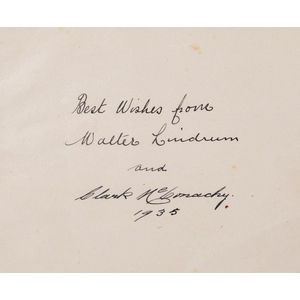 Best Wishes from
Walter Lindrum
and
Clark McConachy.
1935